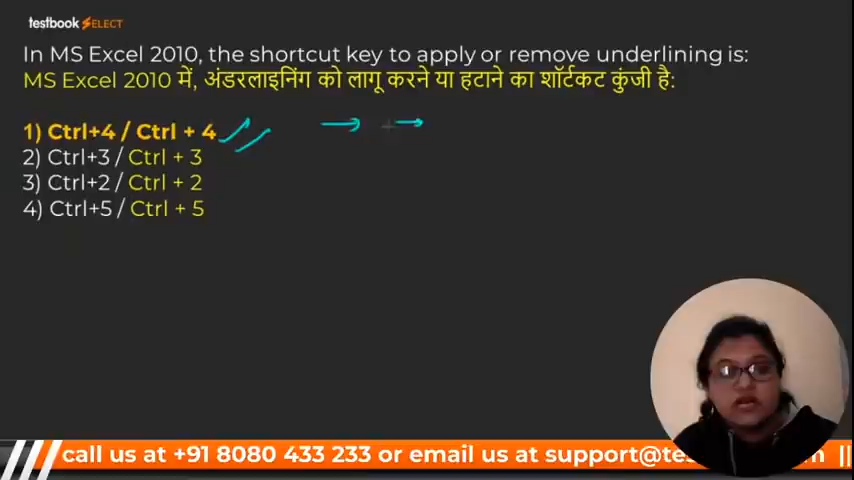 testbook SELECT
In MS Excel 2010, the shortcut key to apply or remove underlining is:
MS Excel 2010 में, अंडरलाइनिंग को लागू करने या हटाने का शॉर्टकट कुंजी है:
1) Ctrl+4 / Ctrl + 4
2) Ctrl+3 / Ctrl + 3
3) Ctrl+2 / Ctrl + 2
4) Ctrl+5 / Ctrl + 5
call us at +91 8080 433 233 or email us at support@te